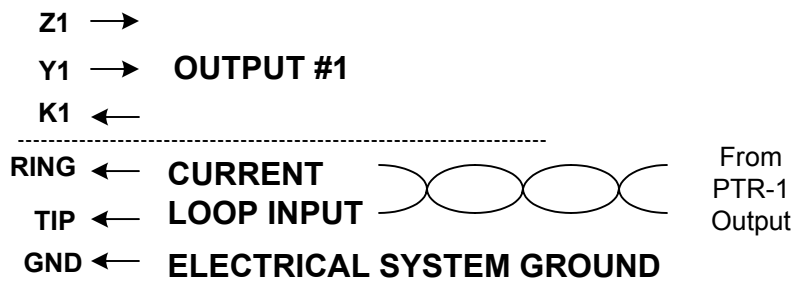 Z1
Y1 OUTPUT #1
K1
RING CURRENT
TIP LOOP INPUT
From
PTR-1
Output
GND ELECTRICAL SYSTEM GROUND